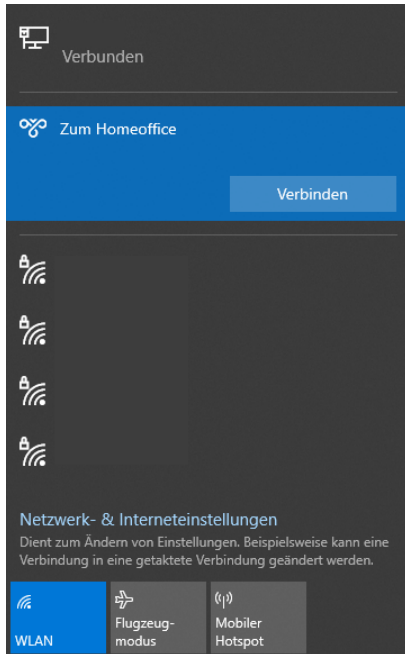 Verbunden
Zum Homeoffice
Verbinden
Netzwerk- & Interneteinstellungen
Dient zum Ändern von Einstellungen. Beispielsweise kann eine
Verbindung in eine getaktete Verbindung geändert werden.
WLAN
Flugzeug-
modus
Mobiler
Hotspot